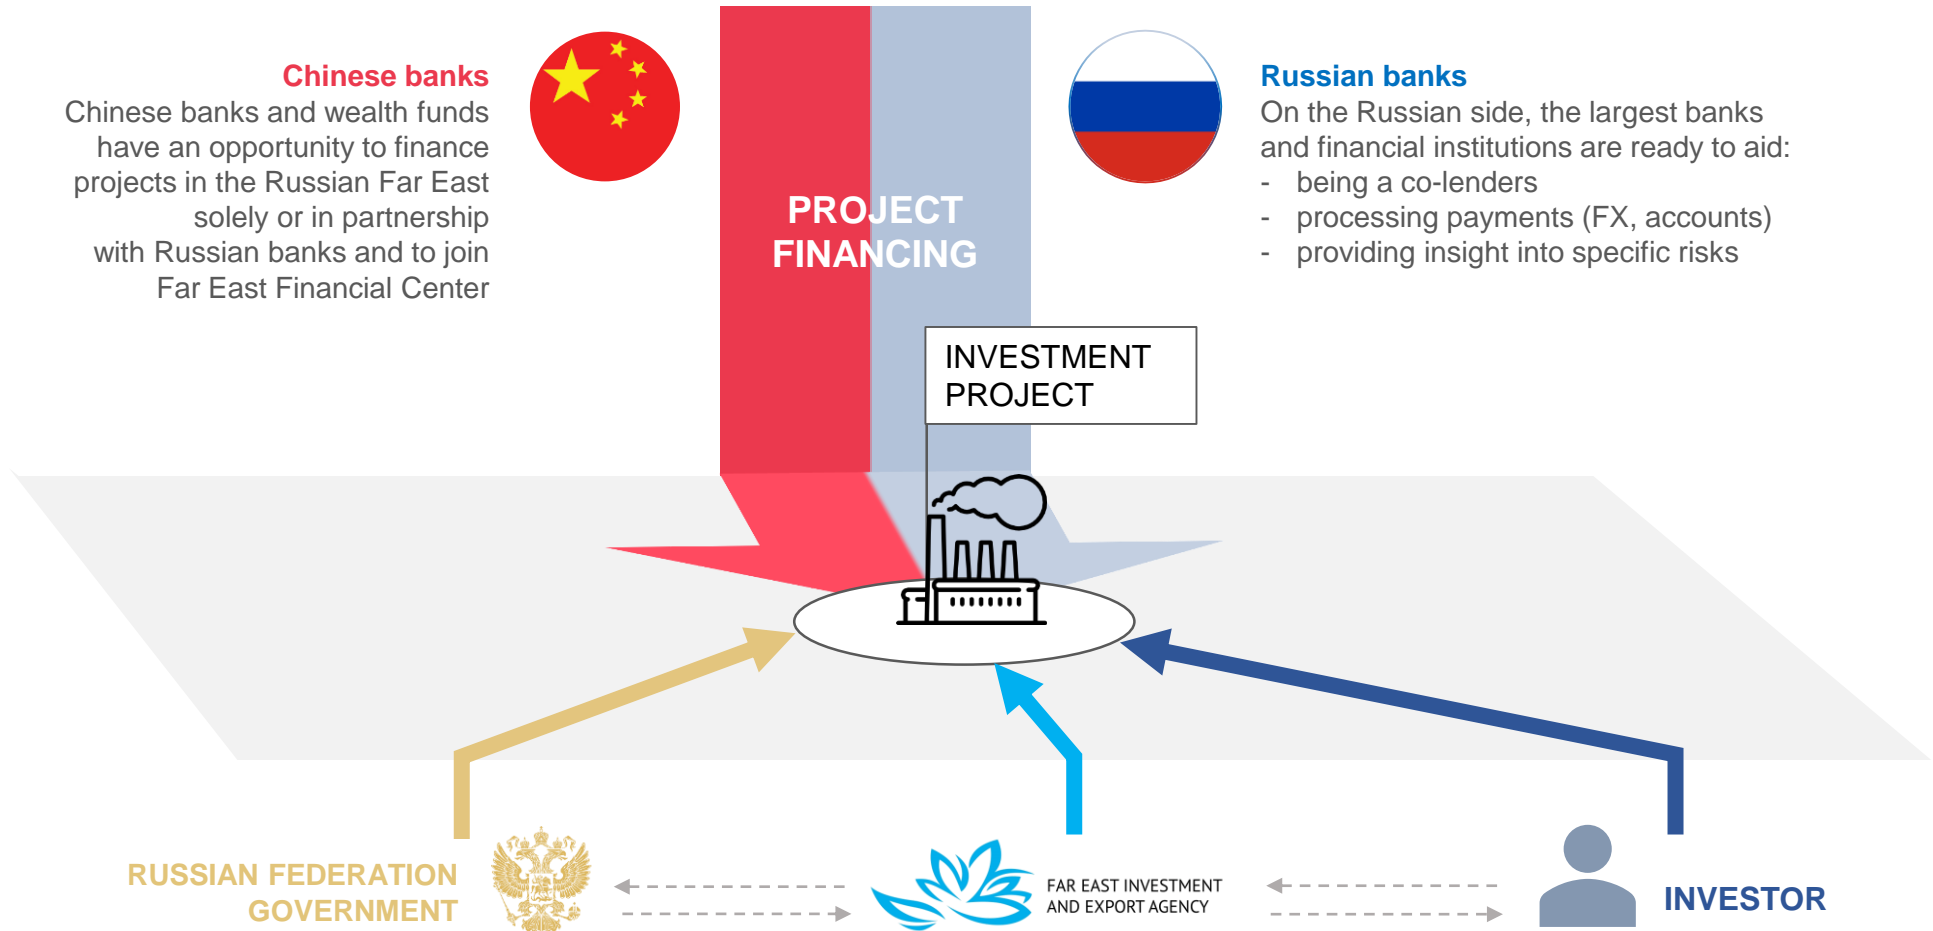 Chinese banks
Chinese banks and wealth funds
have an opportunity to finance
projects in the Russian Far East
solely or in partnership
with Russian banks and to join
Far East Financial Center
PROJECT
FINANCING
Russian banks
On the Russian side, the largest banks
and financial institutions are ready to aid:
- being a co-lenders
- processing payments (FX, accounts)
- providing insight into specific risks
INVESTMENT
PROJECT
RUSSIAN FEDERATION
GOVERNMENT
FAR EAST INVESTMENT
AND EXPORT AGENCY
INVESTOR